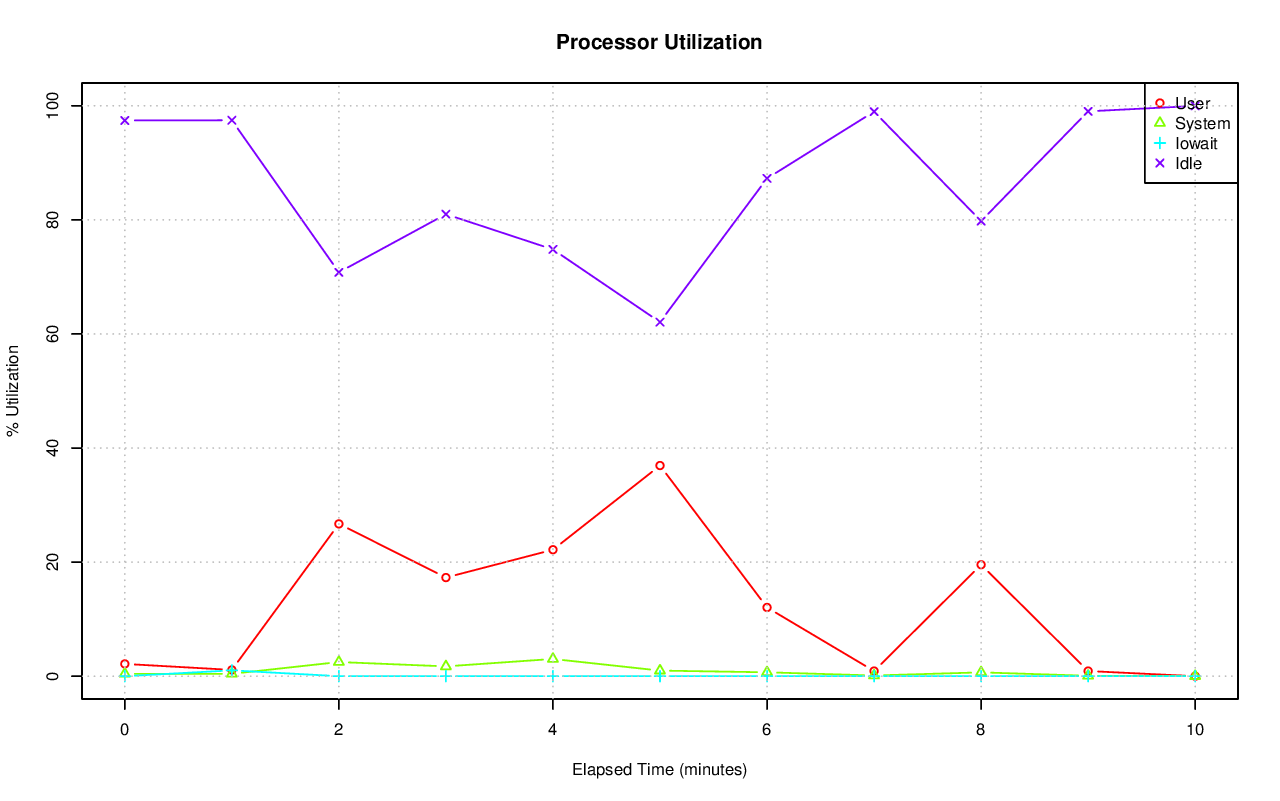 Processor Utilization
% Utilization
100
80
60
40
20
0
User
System
Iowait
Idle
0 2 4 6 8 10
Elapsed Time (minutes)